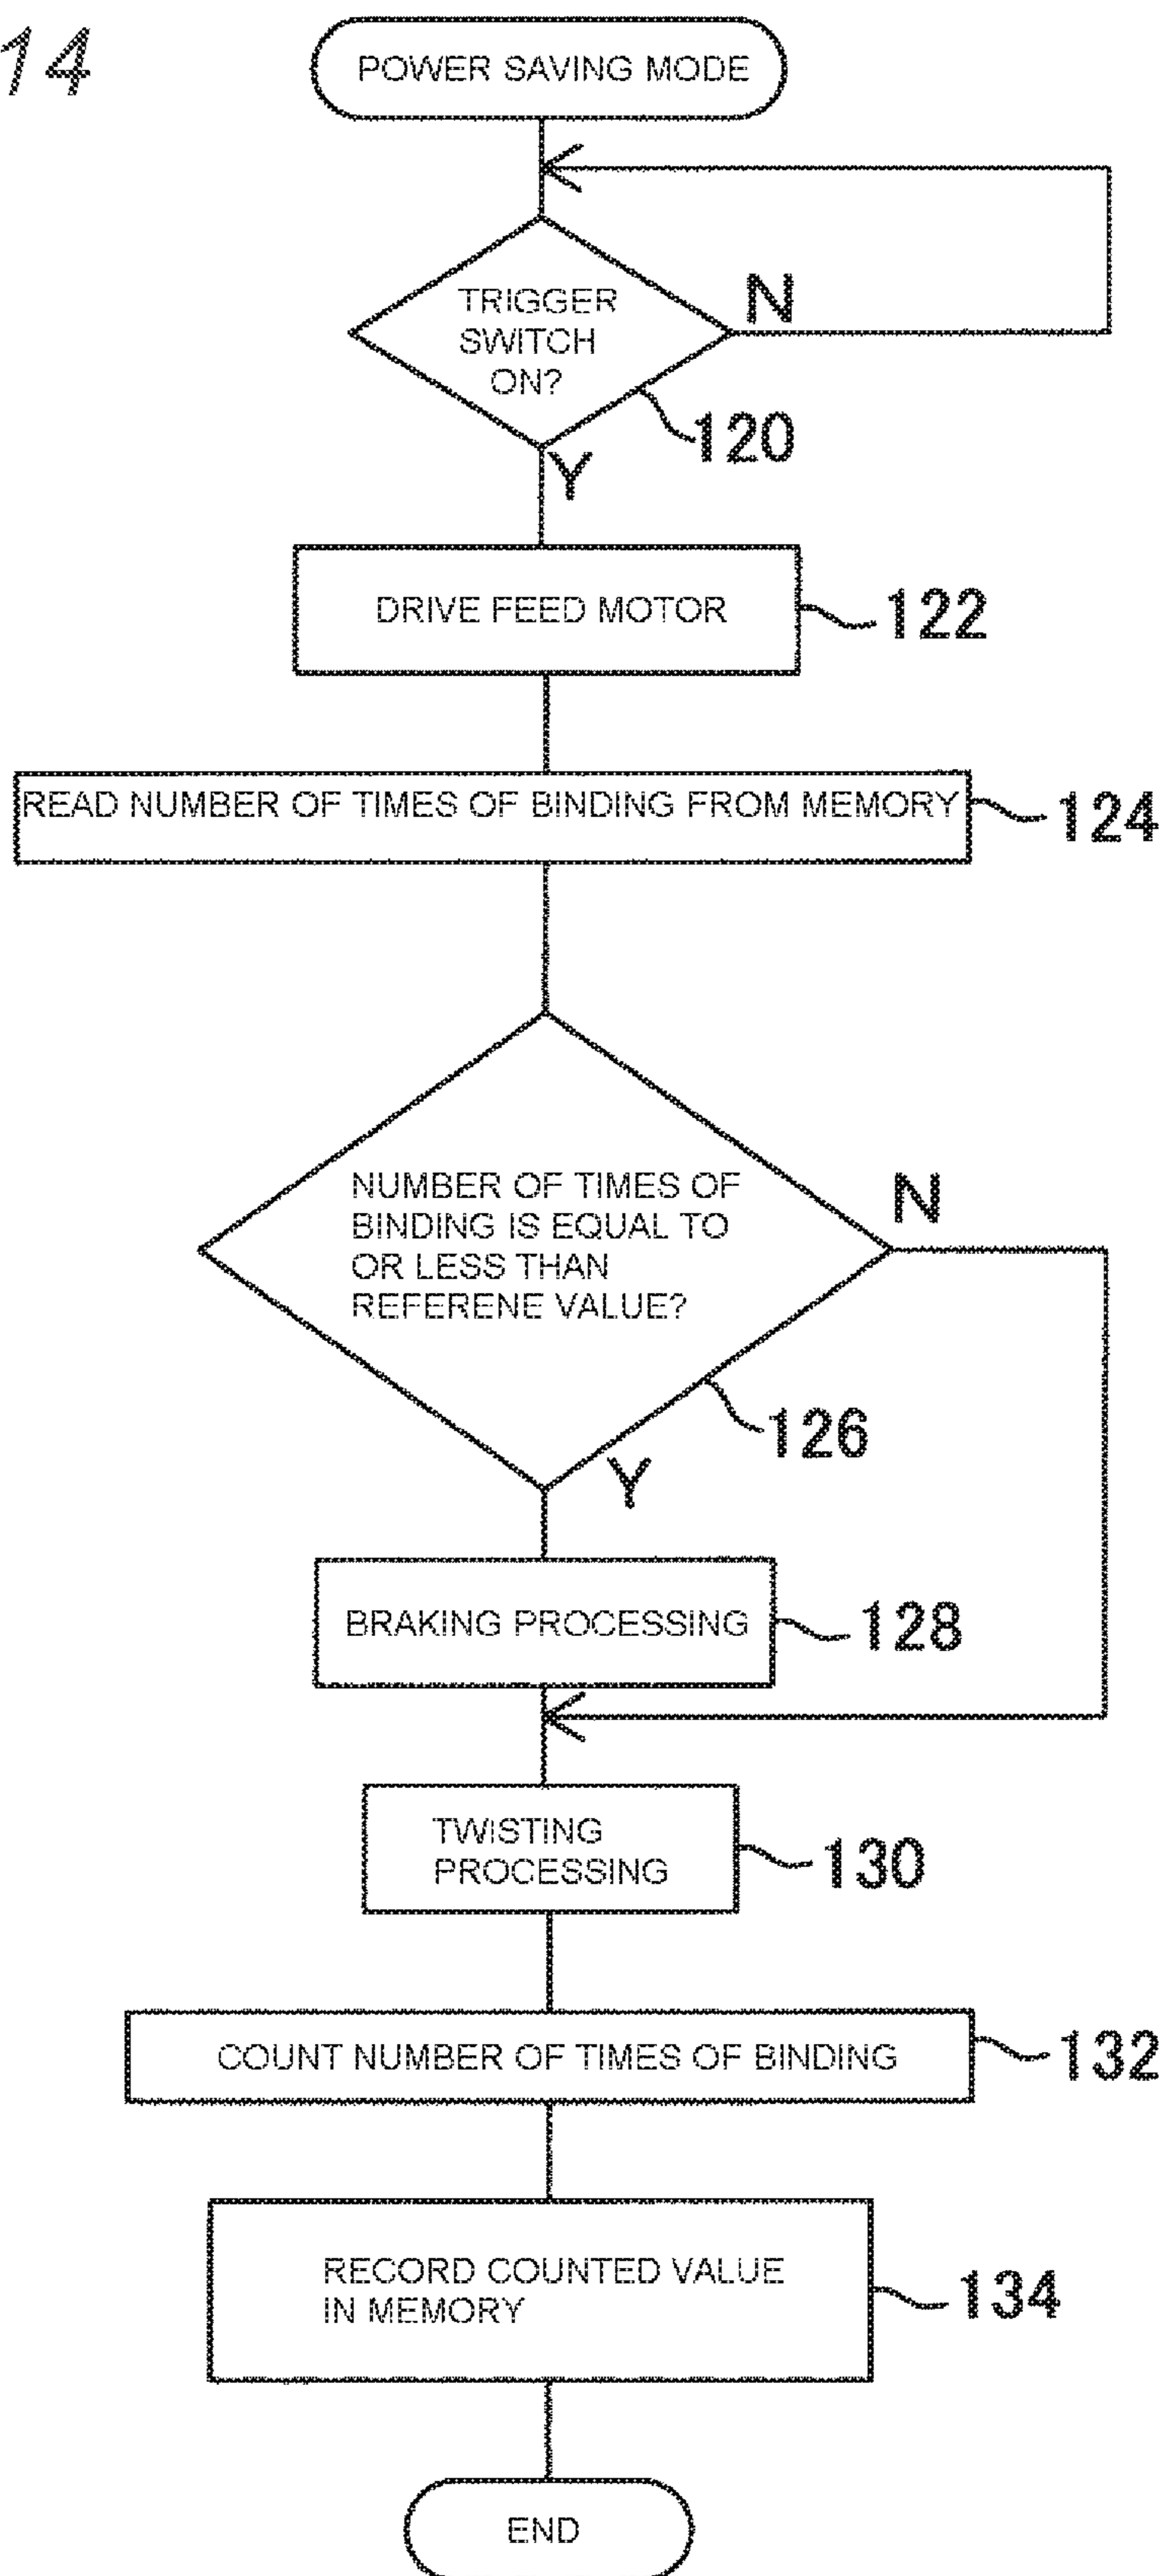 14
POWER SAVING MODE
TRIGGER
SWITCH
ON?
N
120
Y
DRIVE FEED MOTOR
122
READ NUMBER OF TIMES OF BINDING FROM MEMORY
124
NUMBER OF TIMES OF
BINDING IS EQUAL TO
OR LESS THAN
REFERENE VALUE?
N
126
Y
BRAKING PROCESSING
128
TWISTING
PROCESSING
130
COUNT NUMBER OF TIMES OF BINDING
132
RECORD COUNTED VALUE
IN MEMORY
134
END